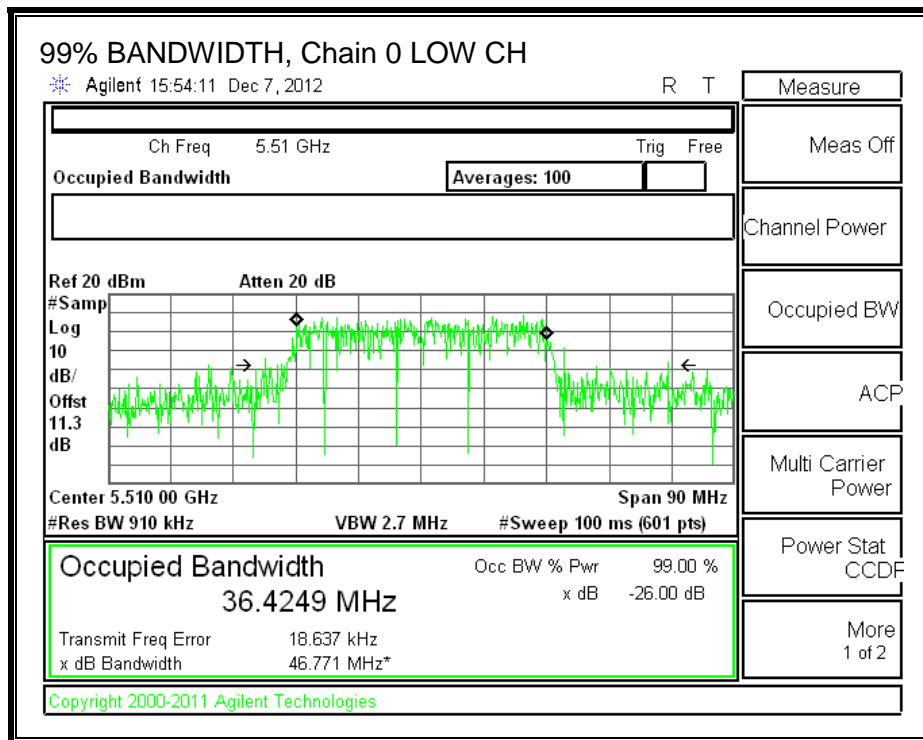 99% BANDWIDTH, Chain 0 LOW CH
Agilent 15:54:11 Dec 7, 2012 R T
Measure
Ch Freq 5.51 GHz Trig Free
Meas Off
Occupied Bandwidth Averages: 100
Channel Power
Ref 20 dBm Atten 20 dB
#Samp
Log
10
dB/
Offst
11.3
dB
Occupied BW
ACP
Center 5.510 00 GHz Span 90 MHz
#Res BW 910 kHz VBW 2.7 MHz #Sweep 100 ms (601 pts)
Multi Carrier
Power
Occupied Bandwidth Occ BW % Pwr 99.00 %
36.4249 MHz x dB -26.00 dB
Power Stat
CCDF
Transmit Freq Error 18.637 kHz
x dB Bandwidth 46.771 MHz*
More
1 of 2
Copyright 2000-2011 Agilent Technologies